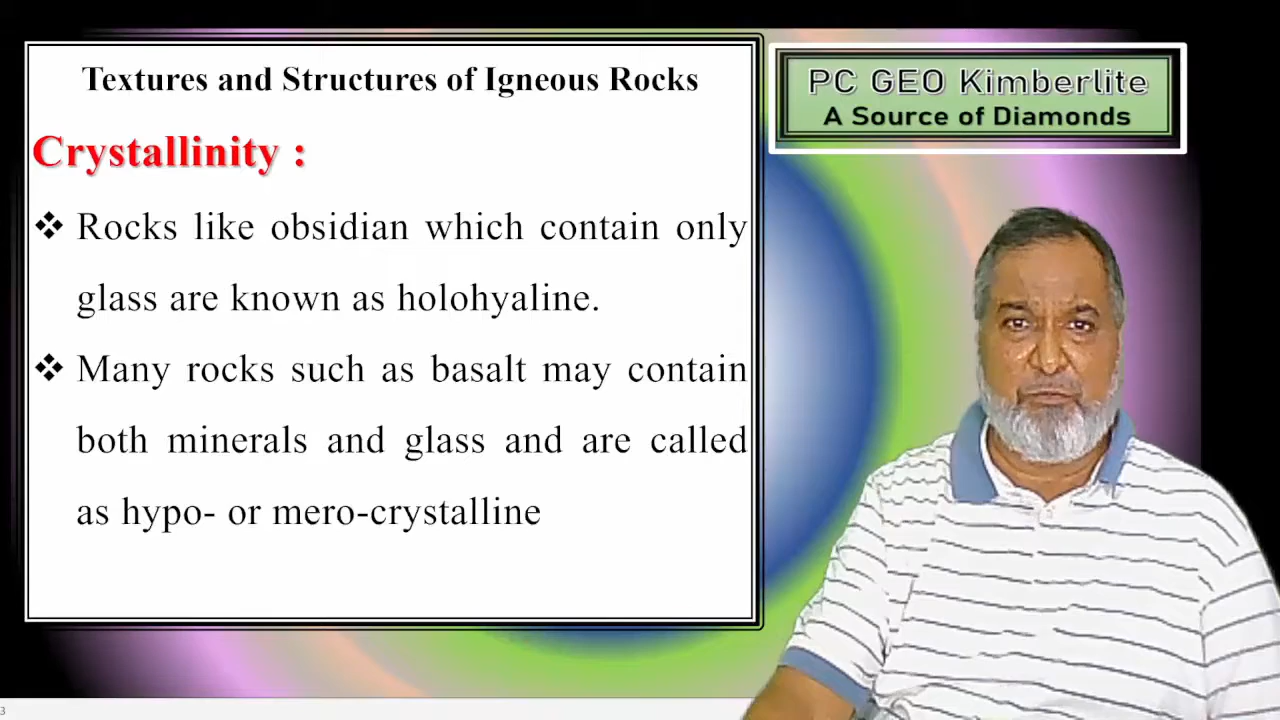 Textures and Structures of Igneous Rocks
Crystallinity :
❖ Rocks like obsidian which contain only
glass are known as holohyaline.
❖ Many rocks such as basalt may contain
both minerals and glass and are called
as hypo- or mero-crystalline
PC GEO Kimberlite
A Source of Diamonds
3